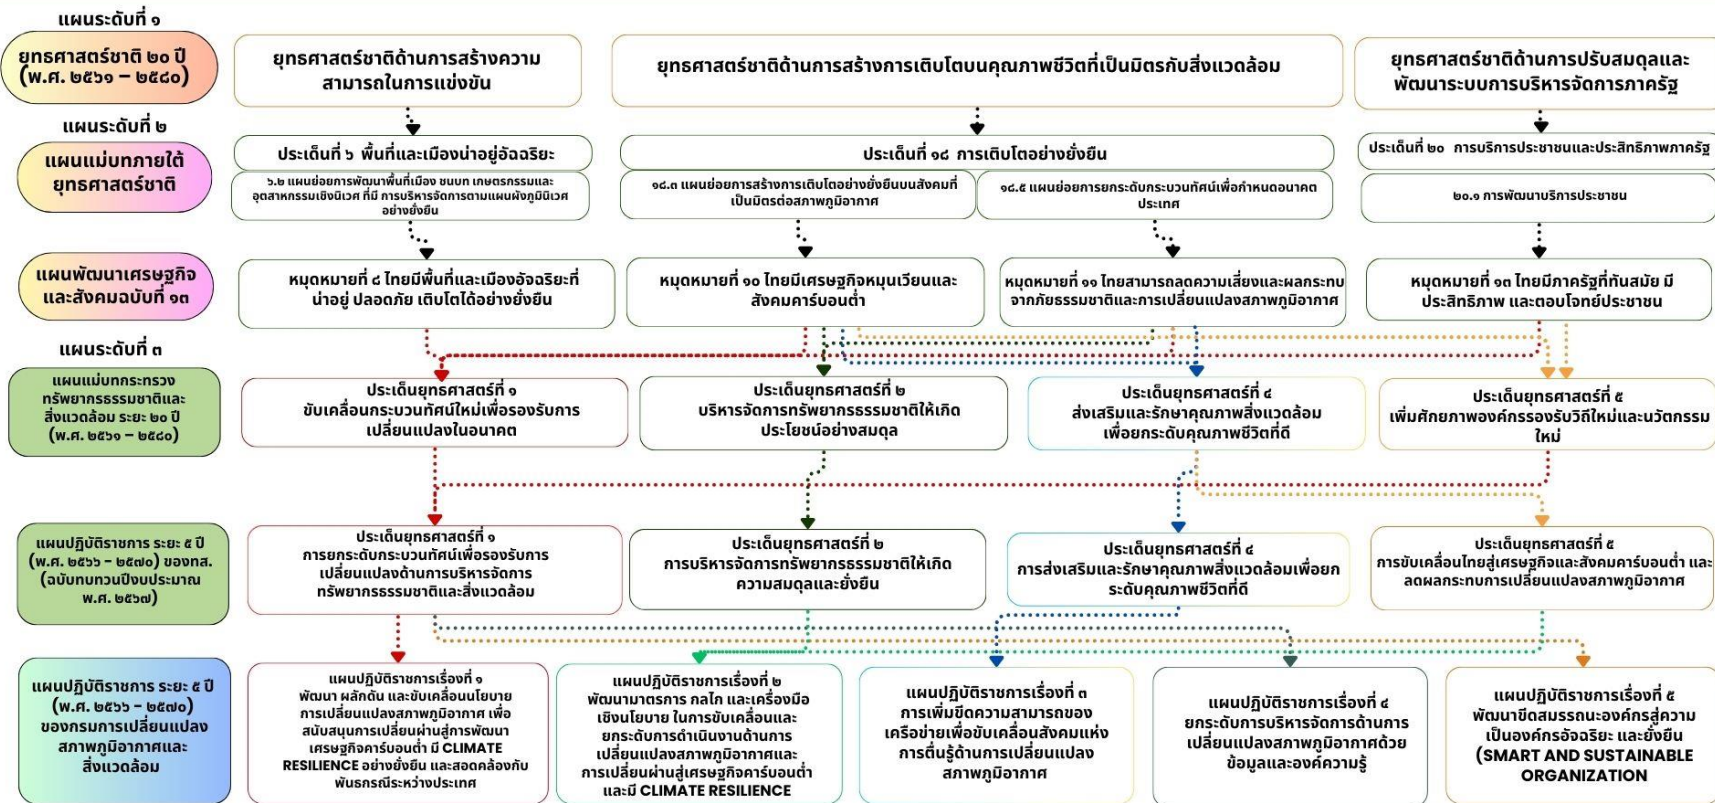 แผนระดับที่ ๑
ยุทธศาสตร์ชาติ ๒๐ ปี
(พ.ศ. ๒๕๖๑ – ๒๕๘๐)
ยุทธศาสตร์ชาติด้านการสร้างความ
สามารถในการแข่งขัน
ยุทธศาสตร์ชาติด้านการสร้างการเติบโตบนคุณภาพชีวิตที่เป็นมิตรกับสิ่งแวดล้อม
ยุทธศาสตร์ชาติด้านการปรับสมดุลและ
พัฒนาระบบการบริหารจัดการภาครัฐ
แผนระดับที่ ๒
แผนแม่บทภายใต้
ยุทธศาสตร์ชาติ
ประเด็นที่ ๖ พื้นที่และเมืองน่าอยู่อัฉฉริยะ
๖.๒ แผนย่อยการพัฒนาพื้นที่เมือง ชนบท เกษตรกรรมและ
อุตสาหกรรมเชิงนิเวศ ที่มี การบริหารจัดการตามแผนผังภูมินิเวศ
อย่างยั่งยืน
ประเด็นที่ ๑๘ การเติบโตอย่างยั่งยืน
๑๘.๓ แผนย่อยการสร้างการเติบโตอย่างยั่งยืนบนสังคมที่
เป็นมิตรต่อสภาพภูมิอากาศ
๑๘.๕ แผนย่อยการยกระดับกระบวนทัศน์เพื่อกำหนดอนาคต
ประเทศ
ประเด็นที่ ๒๐ การบริการประชาชนและประสิทธิภาพภาครัฐ
๒๐.๑ การพัฒนาบริการประชาชน
แผนพัฒนาเศรษฐกิจ
และสังคมฉบับที่ ๑๓
หมุดหมายที่ ๘ ไทยมีพื้นที่และเมืองอัจฉริยะที่
น่าอยู่ ปลอดภัย เติบโตได้อย่างยั่งยืน
หมุดหมายที่ ๑๐ ไทยมีเศรษฐกิจหมุนเวียนและ
สังคมคาร์บอนต่ำ
หมุดหมายที่ ๑๑ ไทยสามารถลดความเสี่ยงและผลกระทบ
จากภัยธรรมชาติและการเปลี่ยนแปลงสภาพภูมิอากาศ
หมุดหมายที่ ๑๓ ไทยมีภาครัฐที่ทันสมัย มี
ประสิทธิภาพ และตอบโจทย์ประชาชน
แผนระดับที่ ๓
แผนแม่บทกระทรวง
ทรัพยากรธรรมชาติและ
สิ่งแวดล้อม ระยะ ๒๐ ปี
(พ.ศ. ๒๕๖๑ – ๒๕๘๐)
ประเด็นยุทธศาสตร์ที่ ๑
ขับเคลื่อนกระบวนทัศน์ใหม่เพื่อรองรับการ
เปลี่ยนแปลงในอนาคต
ประเด็นยุทธศาสตร์ที่ ๒
บริหารจัดการทรัพยากรธรรมชาติให้เกิด
ประโยชน์อย่างสมดุล
ประเด็นยุทธศาสตร์ที่ ๔
ส่งเสริมและรักษาคุณภาพสิ่งแวดล้อม
เพื่อยกระดับคุณภาพชีวิตที่ดี
ประเด็นยุทธศาสตร์ที่ ๕
เพิ่มศักยภาพองค์กรรองรับวิถีใหม่และนวัตกรรม
ใหม่
แผนปฏิบัติราชการ ระยะ ๕ ปี
(พ.ศ. ๒๕๖๖ - ๒๕๗๐) ของทส.
(ฉบับทบทวนปีงบประมาณ
พ.ศ. ๒๕๖๗)
ประเด็นยุทธศาสตร์ที่ ๑
การยกระดับกระบวนทัศน์เพื่อรองรับการ
เปลี่ยนแปลงด้านการบริหารจัดการ
ทรัพยากรธรรมชาติและสิ่งแวดล้อม
ประเด็นยุทธศาสตร์ที่ ๒
การบริหารจัดการทรัพยากรธรรมชาติให้เกิด
ความสมดุลและยั่งยืน
ประเด็นยุทธศาสตร์ที่ ๔
การส่งเสริมและรักษาคุณภาพสิ่งแวดล้อมเพื่อยก
ระดับคุณภาพชีวิตที่ดี
ประเด็นยุทธศาสตร์ที่ ๕
การขับเคลื่อนไทยสู่เศรษฐกิจและสังคมคาร์บอนต่ำ และ
ลดผลกระทบการเปลี่ยนแปลงสภาพภูมิอากาศ
แผนปฏิบัติราชการ ระยะ ๕ ปี
(พ.ศ. ๒๕๖๖ - ๒๕๗๐)
ของกรมการเปลี่ยนแปลง
สภาพภูมิอากาศและ
สิ่งแวดล้อม
แผนปฏิบัติราชการเรื่องที่ ๑
พัฒนา ผลักดัน และขับเคลื่อนนโยบาย
การเปลี่ยนแปลงสภาพภูมิอากาศ เพื่อ
สนับสนุนการเปลี่ยนผ่านสู่การพัฒนา
เศรษฐกิจคาร์บอนต่ำ มี CLIMATE
RESILIENCE อย่างยั่งยืน และสอดคล้องกับ
พันธกรณีระหว่างประเทศ
แผนปฏิบัติราชการเรื่องที่ ๒
พัฒนามาตรการ กลไก และเครื่องมือ
เชิงนโยบาย ในการขับเคลื่อนและ
ยกระดับการดำเนินงานด้านการ
เปลี่ยนแปลงสภาพภูมิอากาศและ
การเปลี่ยนผ่านสู่เศรษฐกิจคาร์บอนต่ำ
และมี CLIMATE RESILIENCE
แผนปฏิบัติราชการเรื่องที่ ๓
การเพิ่มขีดความสามารถของ
เครือข่ายเพื่อขับเคลื่อนสังคมแห่ง
การตื่นรู้ด้านการเปลี่ยนแปลง
สภาพภูมิอากาศ
แผนปฏิบัติราชการเรื่องที่ ๔
ยกระดับการบริหารจัดการด้านการ
เปลี่ยนแปลงสภาพภูมิอากาศด้วย
ข้อมูลและองค์ความรู้
แผนปฏิบัติราชการเรื่องที่ ๕
พัฒนาขีดสมรรถนะองค์กรสู่ความ
เป็นองค์กรอัจฉริยะ และยั่งยืน
(SMART AND SUSTAINABLE
ORGANIZATION